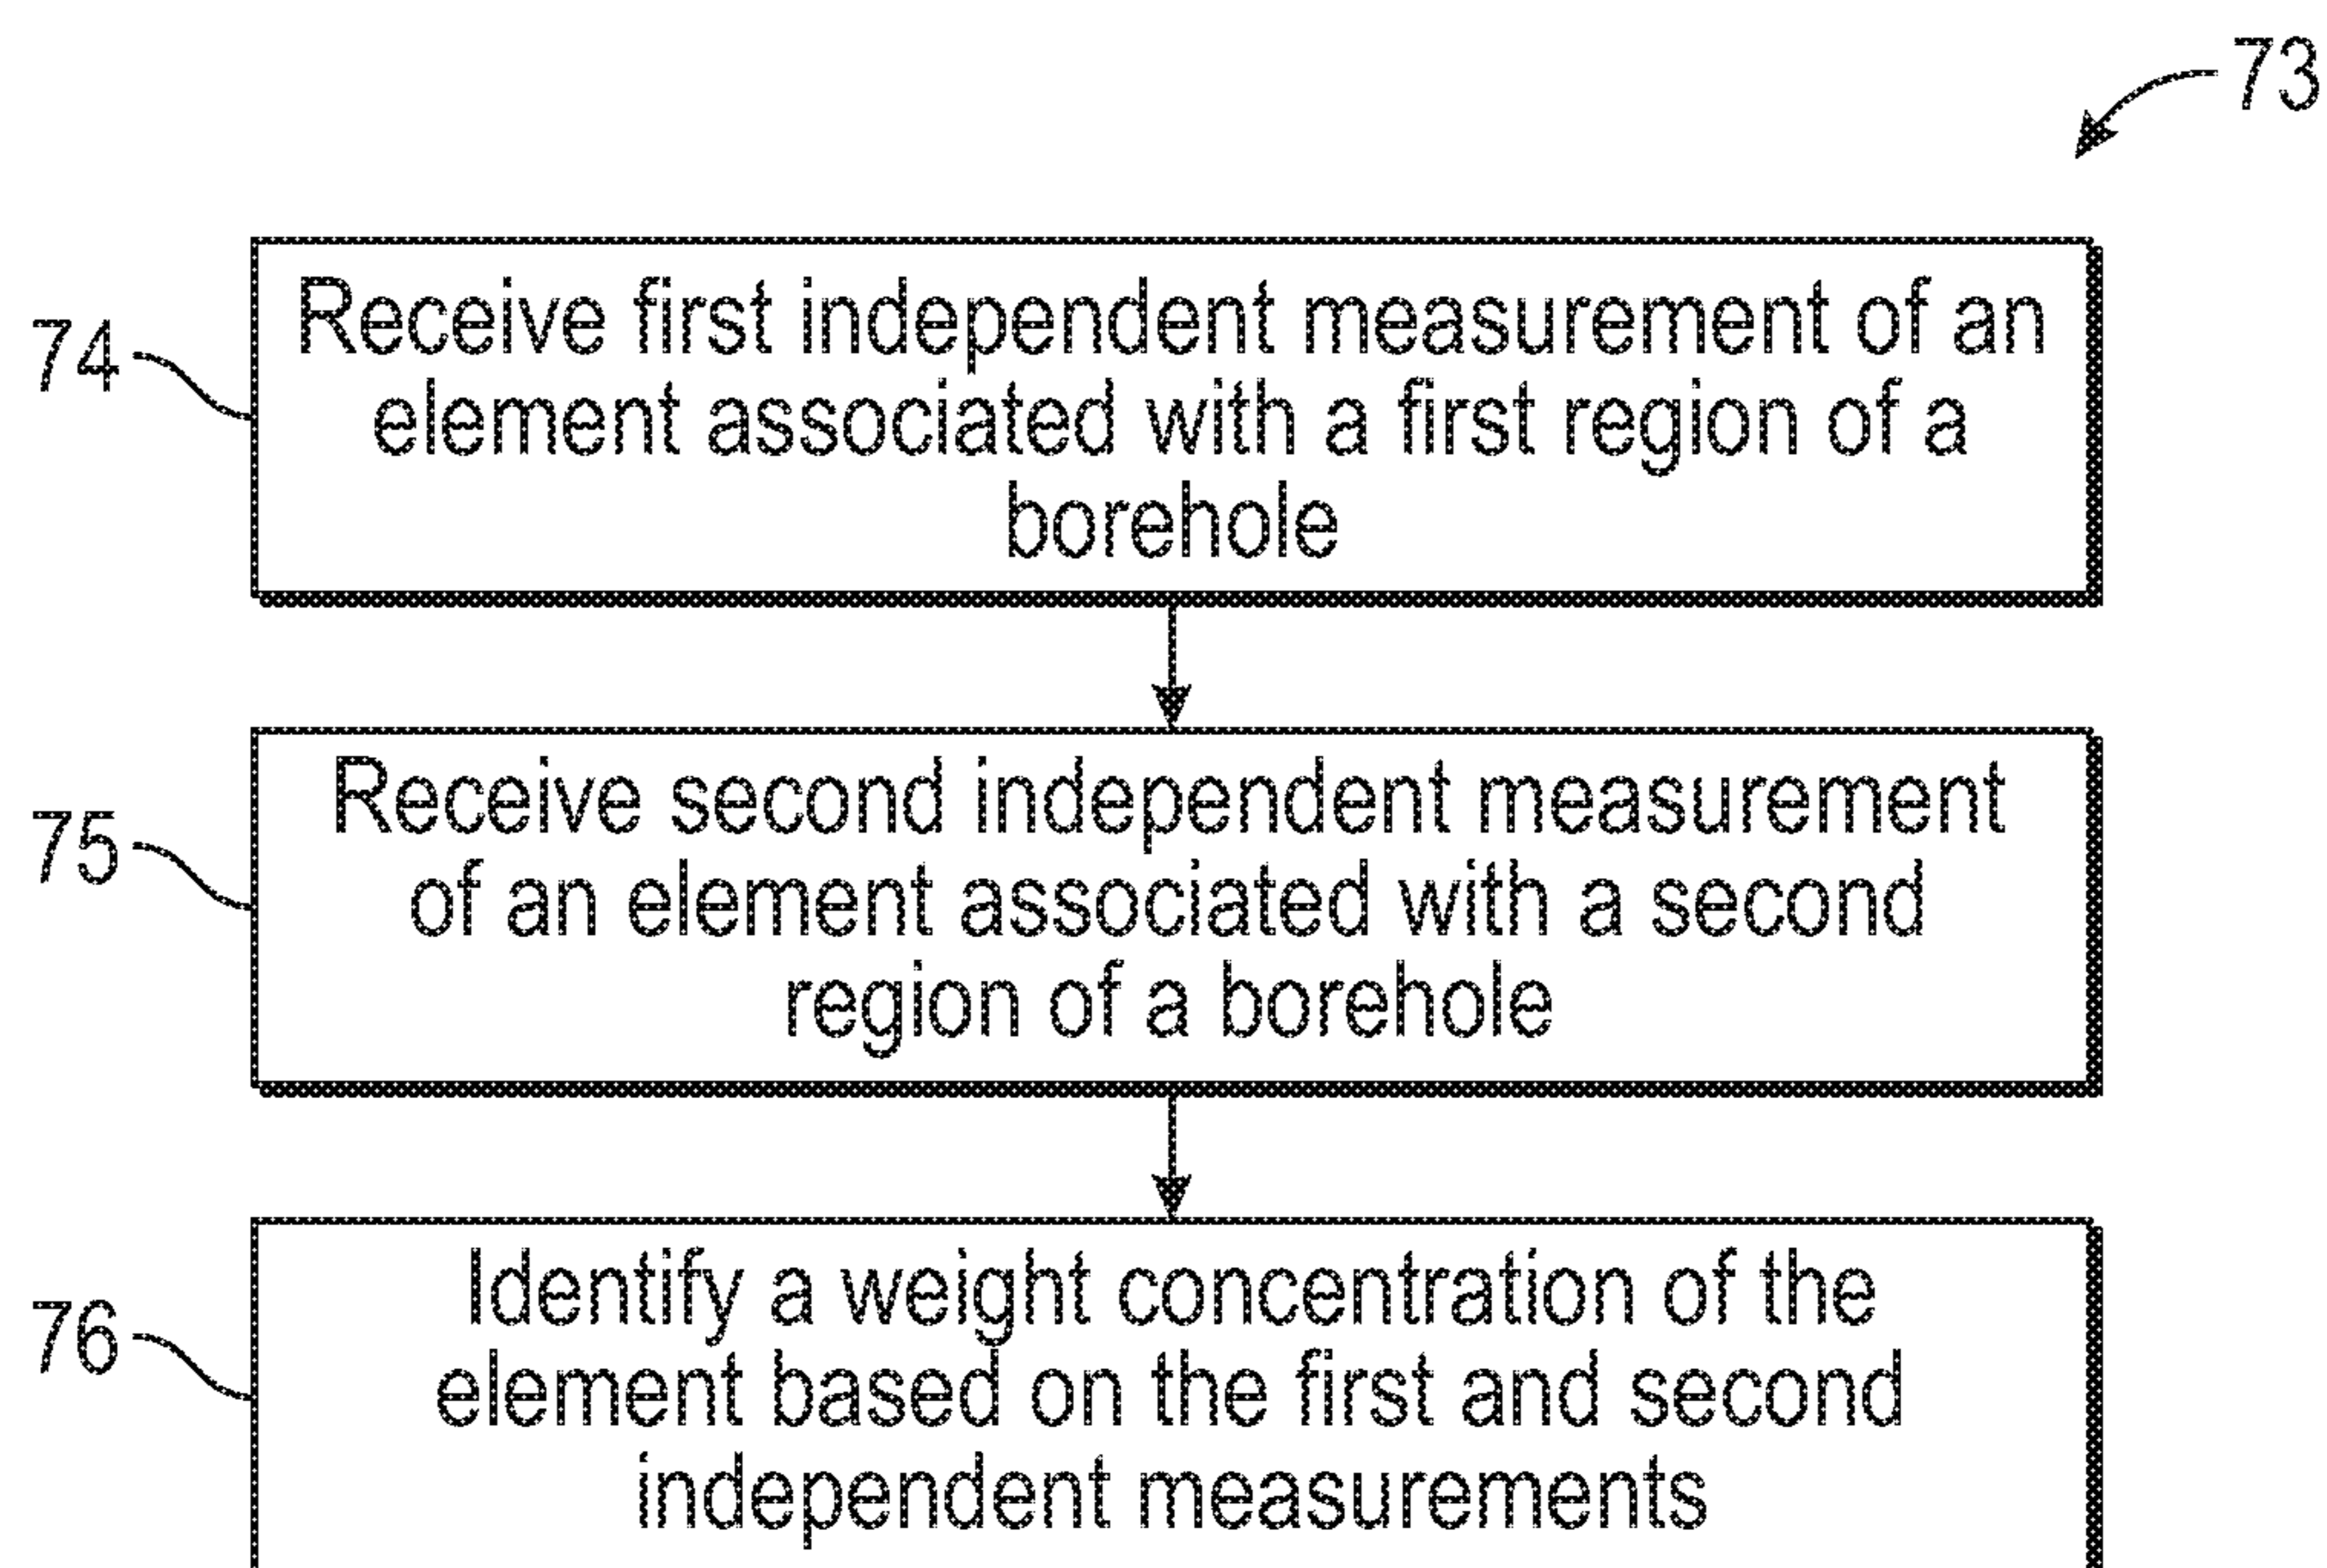 73
74
Receive first independent measurement of an
element associated with a first region of a
borehole
75
Receive second independent measurement
of an element associated with a second
region of a borehole
76
Identify a weight concentration of the
element based on the first and second
independent measurements